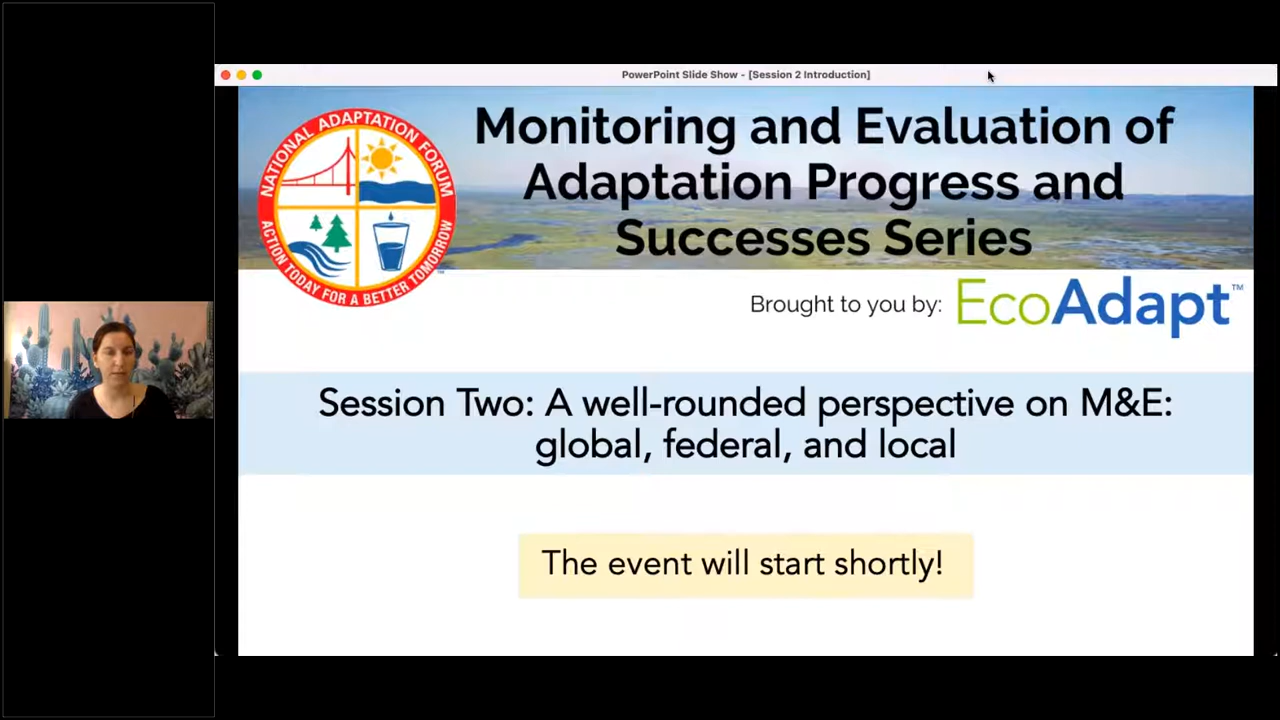 PowerPoint Slide Show - [Session 2 Introduction]
NATIONAL ADAPTATION FORUM
ACTION TODAY FOR A BETTER TOMORROW
™
Monitoring and Evaluation of
Adaptation Progress and
Successes Series
Brought to you by: EcoAdapt™
Session Two: A well-rounded perspective on M&E:
global, federal, and local
The event will start shortly!